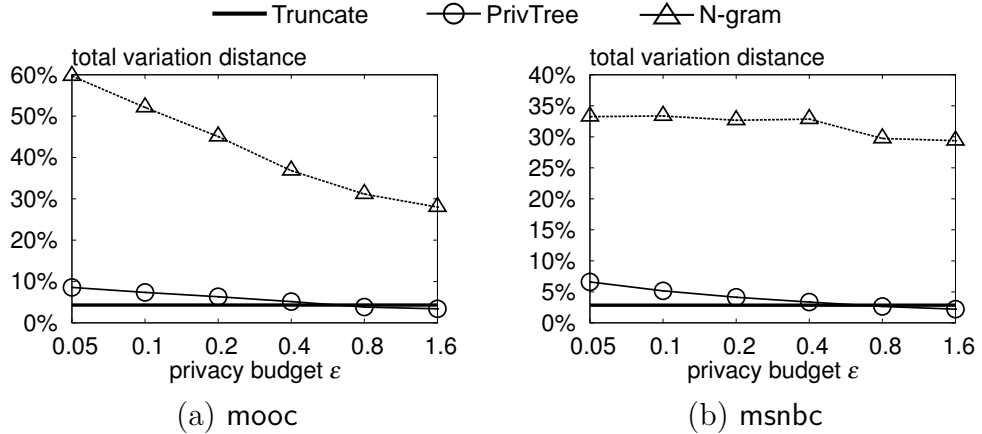 Truncate PrivTree N-gram
total variation distance
60%
50%
40%
30%
20%
10%
0%
0.05 0.1 0.2 0.4 0.8 1.6
privacy budget ε
(a) mooc
total variation distance
40%
35%
30%
25%
20%
15%
10%
5%
0%
0.05 0.1 0.2 0.4 0.8 1.6
privacy budget ε
(b) msnbc